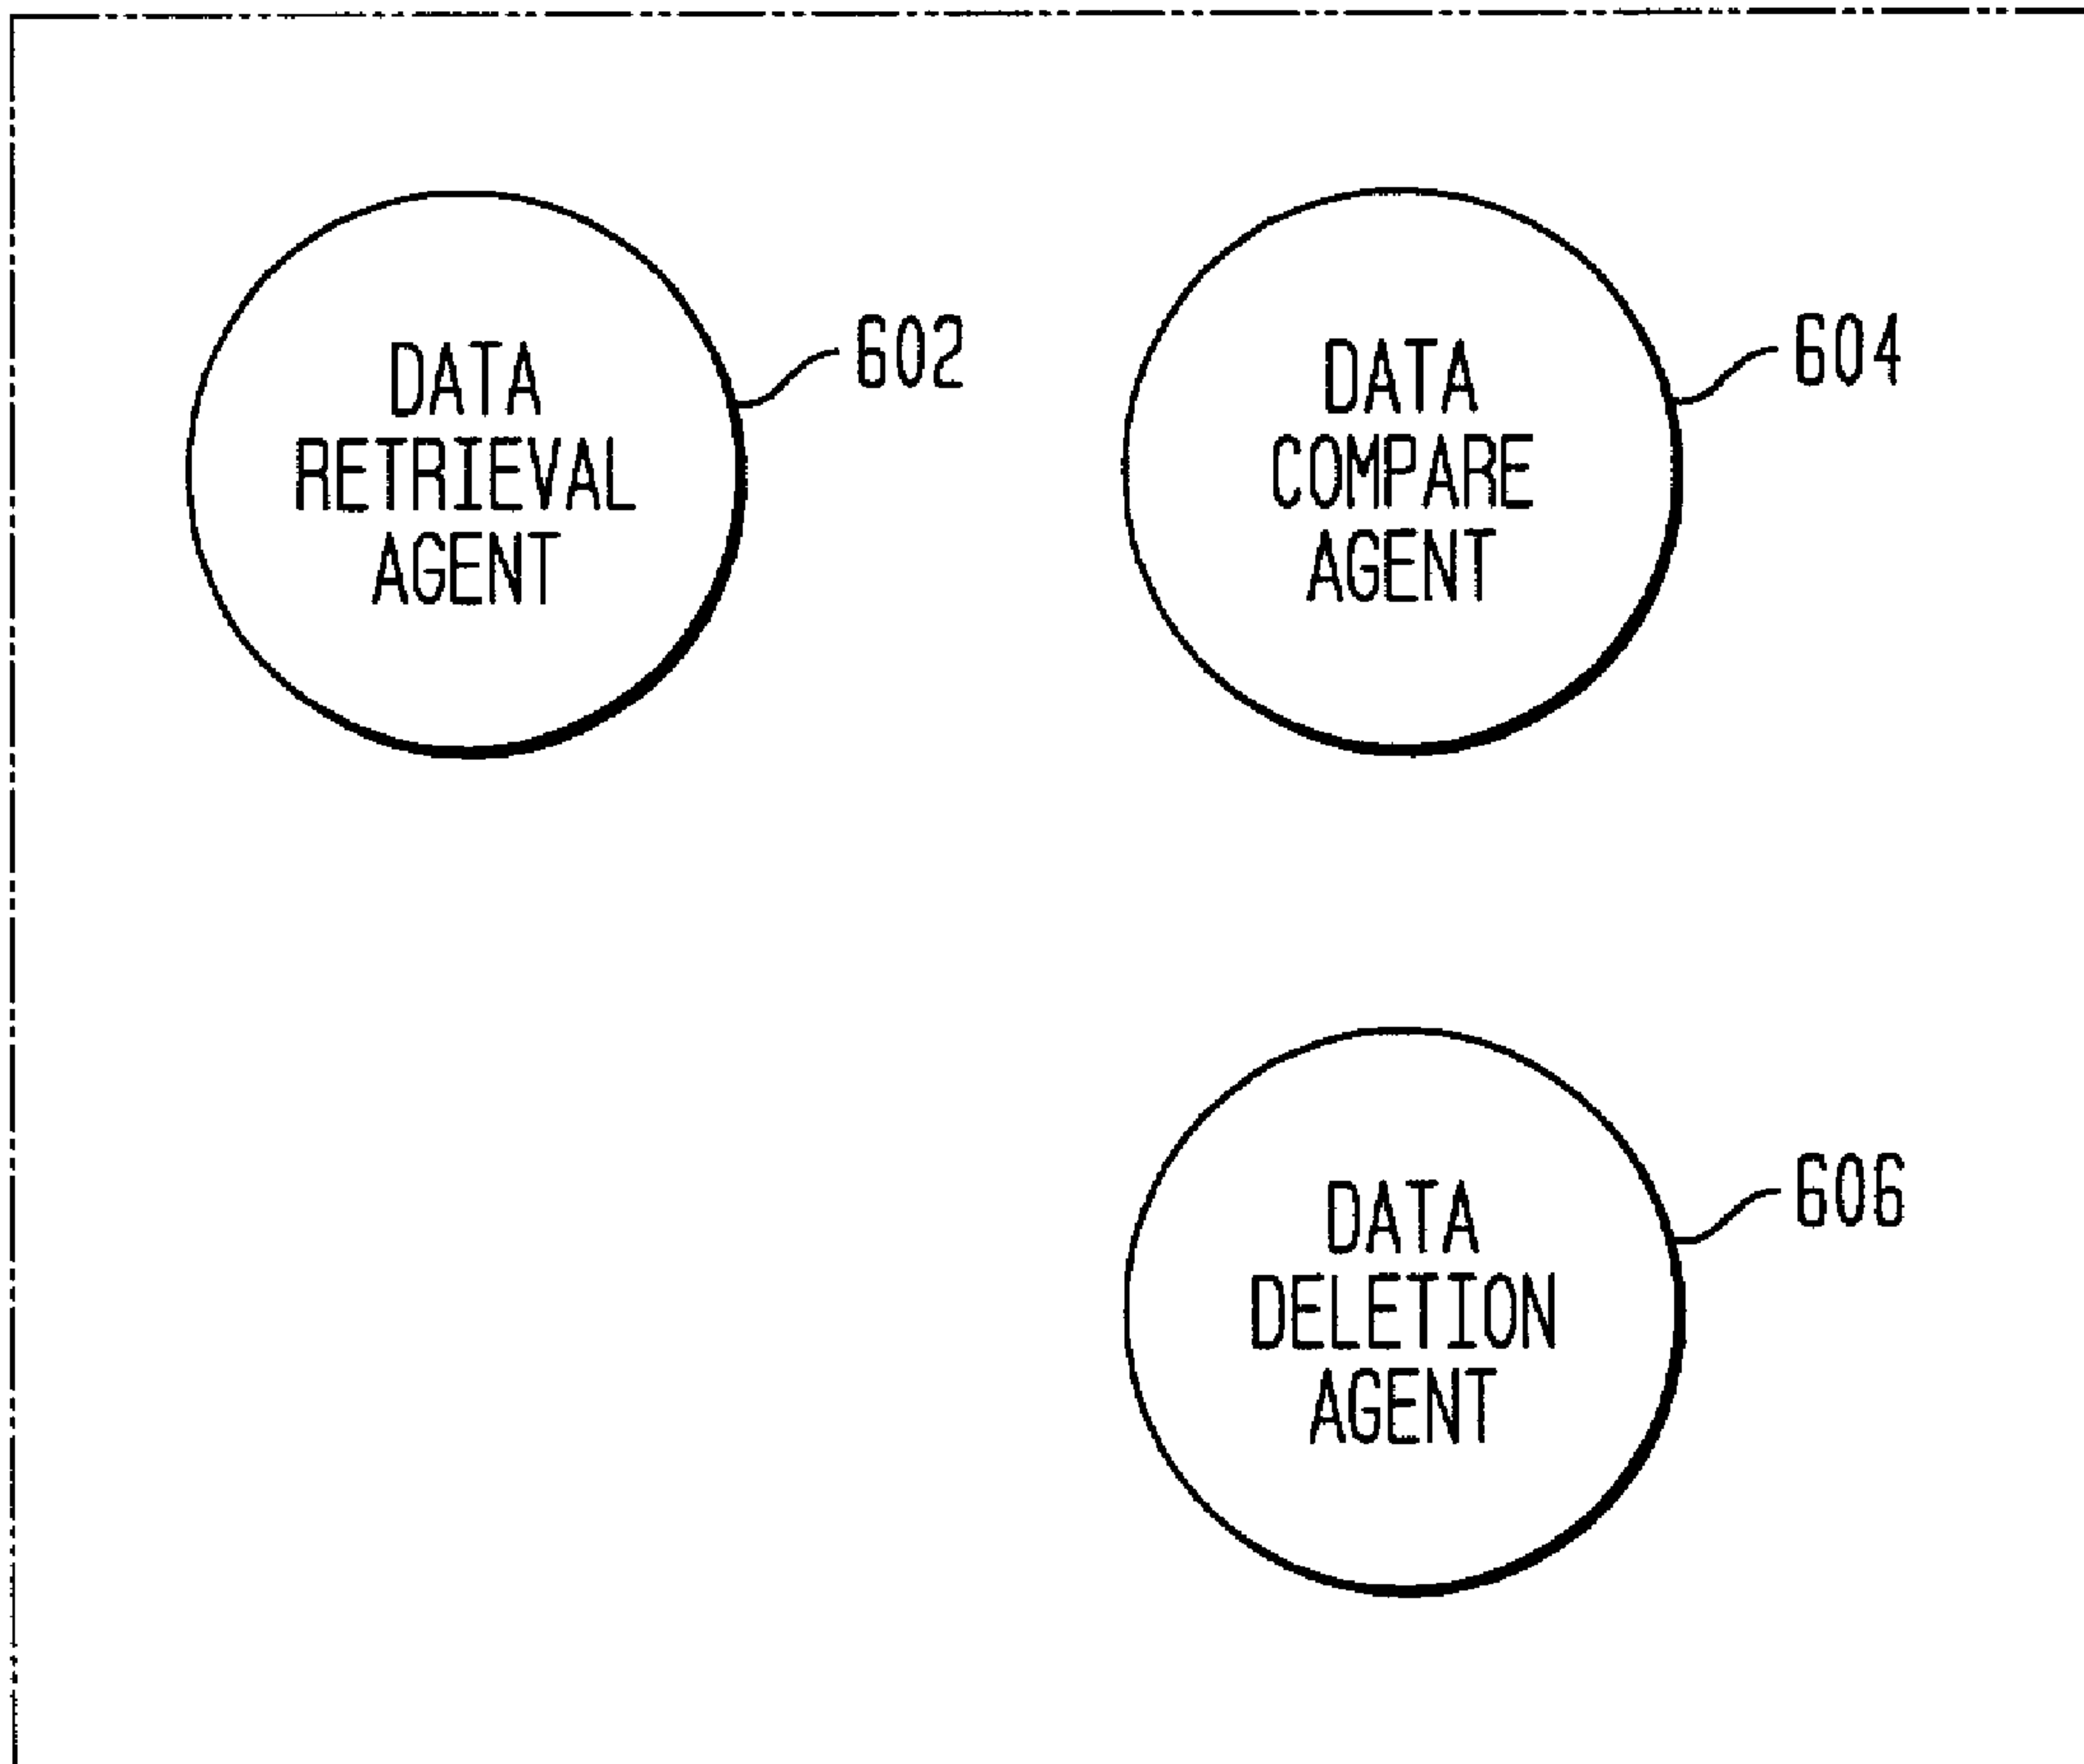 DATA
RETRIEVAL
AGENT
602
DATA
COMPARE
AGENT
604
DATA
DELETION
AGENT
606